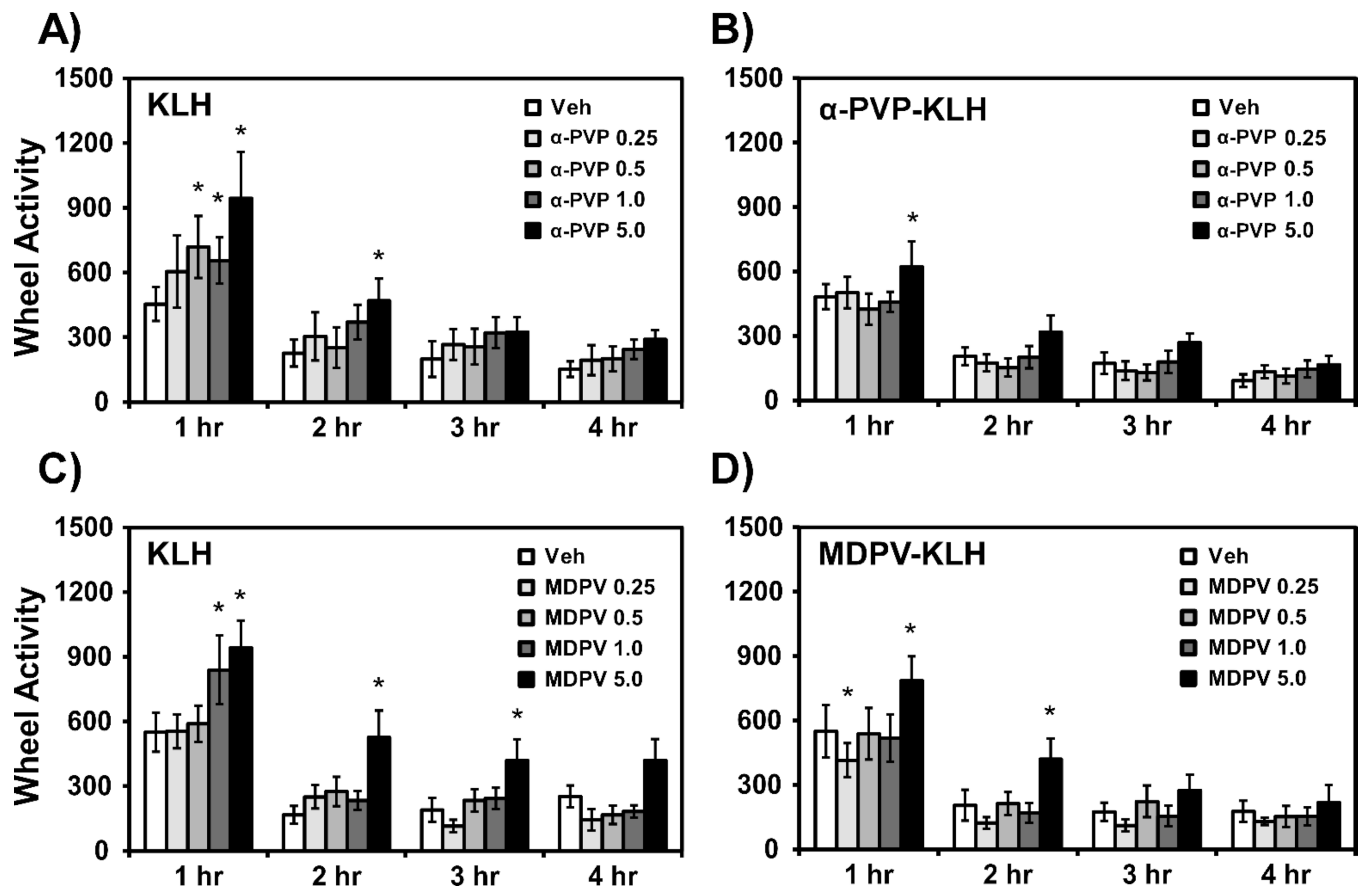 A)
KLH
Wheel Activity
1500
1200
900
600
300
0
Veh
α-PVP 0.25
α-PVP 0.5
α-PVP 1.0
α-PVP 5.0
* * *
*
1 hr 2 hr 3 hr 4 hr
B)
α-PVP-KLH
1500
1200
900
600
300
0
Veh
α-PVP 0.25
α-PVP 0.5
α-PVP 1.0
α-PVP 5.0
*
1 hr 2 hr 3 hr 4 hr
C)
KLH
Wheel Activity
1500
1200
900
600
300
0
Veh
MDPV 0.25
MDPV 0.5
MDPV 1.0
MDPV 5.0
* *
*
*
1 hr 2 hr 3 hr 4 hr
D)
MDPV-KLH
1500
1200
900
600
300
0
Veh
MDPV 0.25
MDPV 0.5
MDPV 1.0
MDPV 5.0
* *
*
1 hr 2 hr 3 hr 4 hr